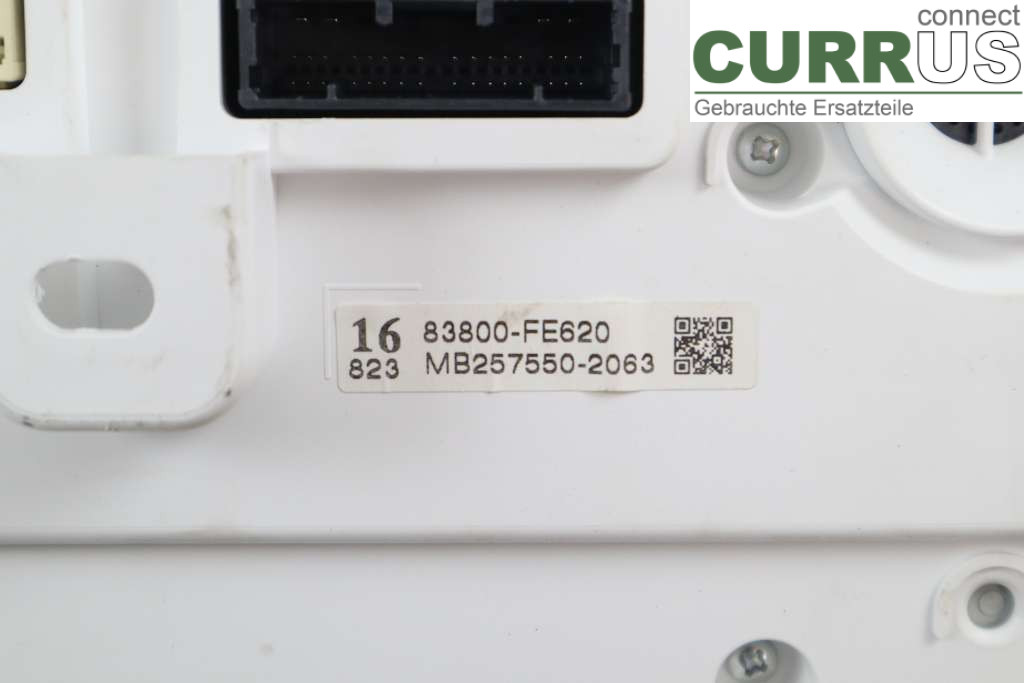 connect
CURRUS
Gebrauchte Ersatzteile
16 83800-FE620
823 MB257550-2063